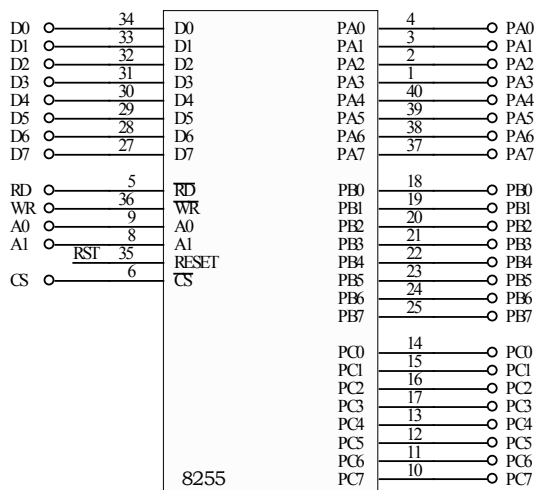 D0 34 D0 PA0 4 PA0
D1 33 D1 PA1 3 PA1
D2 32 D2 PA2 2 PA2
D3 31 D3 PA3 1 PA3
D4 30 D4 PA4 40 PA4
D5 29 D5 PA5 39 PA5
D6 28 D6 PA6 38 PA6
D7 27 D7 PA7 37 PA7
RD 5 RD PB0 18 PB0
WR 36 WR PB1 19 PB1
A0 9 A0 PB2 20 PB2
A1 8 A1 PB3 21 PB3
RST 35 RESET PB4 22 PB4
CS 6 CS PB5 23 PB5
PB6 24 PB6
PB7 25 PB7
PC0 14 PC0
PC1 15 PC1
PC2 16 PC2
PC3 17 PC3
PC4 13 PC4
PC5 12 PC5
PC6 11 PC6
8255 PC7 10 PC7